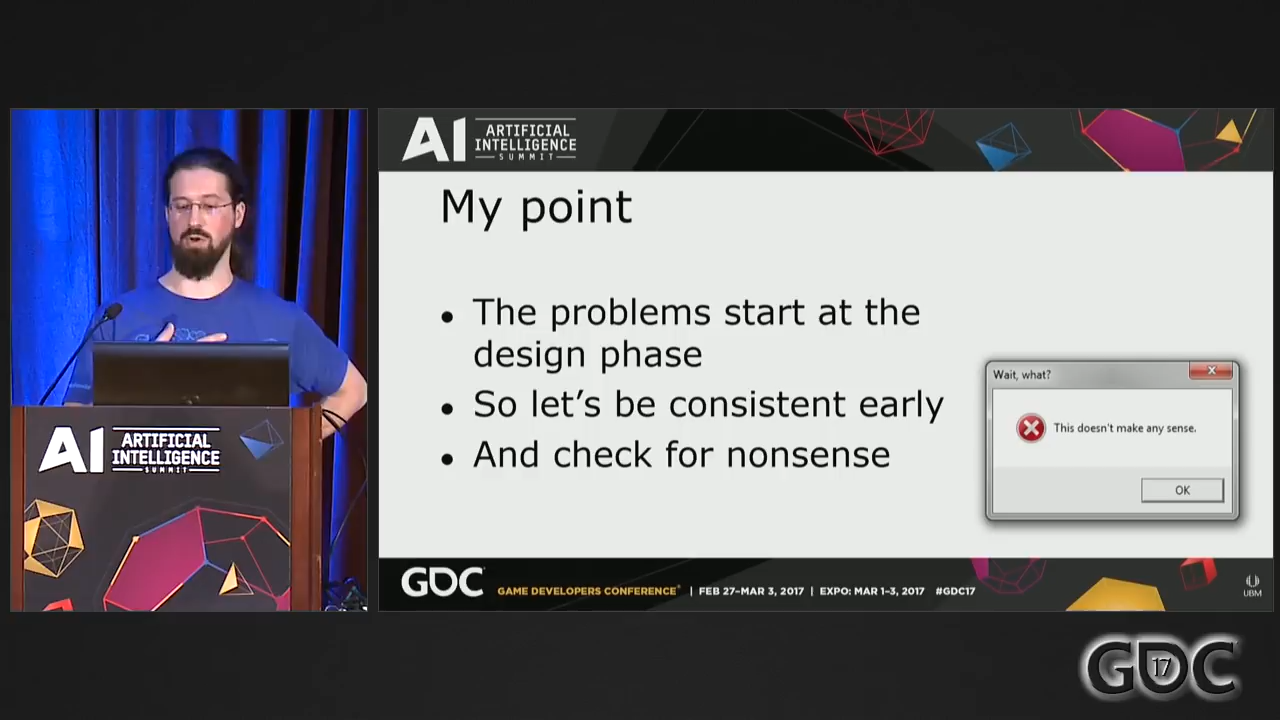 AI ARTIFICIAL
INTELLIGENCE
SUMMIT
My point
• The problems start at the
design phase
• So let's be consistent early
• And check for nonsense
Wait, what?
This doesn't make any sense.
OK
AI ARTIFICIAL
INTELLIGENCE
SUMMIT
GDC GAME DEVELOPERS CONFERENCE® | FEB 27–MAR 3, 2017 | EXPO: MAR 1–3, 2017 #GDC17
UBM
GDC 17